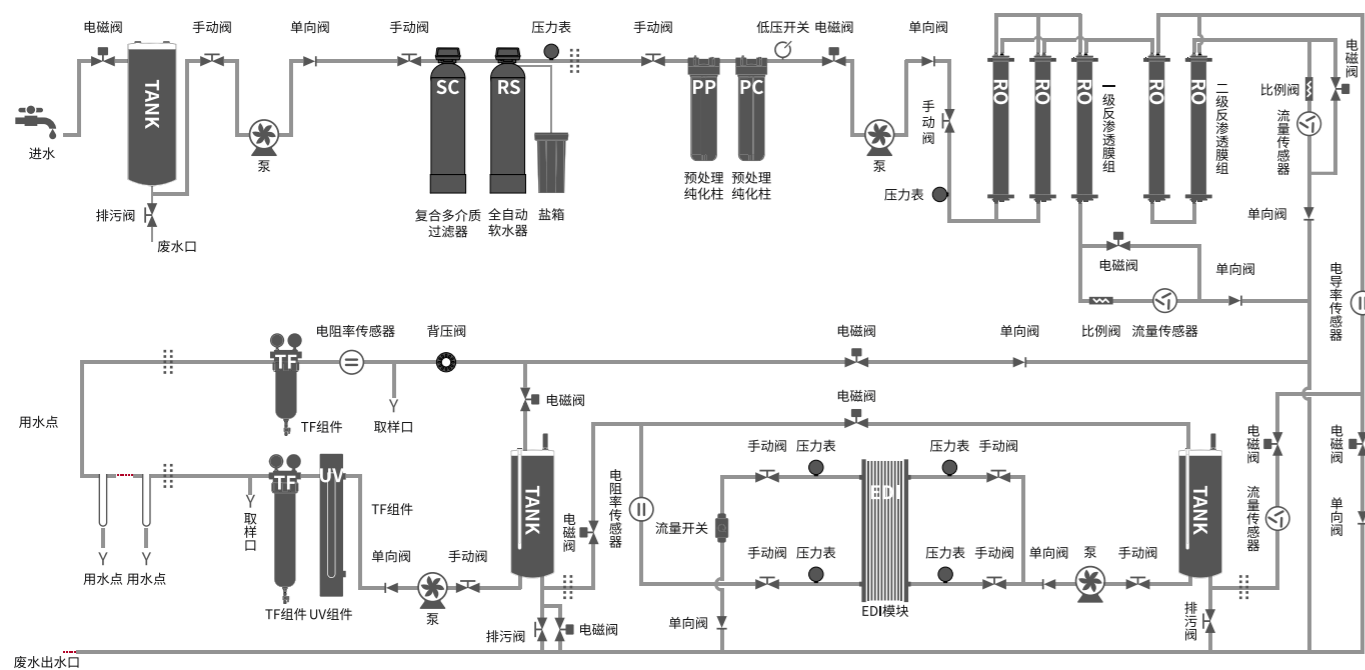 电磁阀
手动阀
单向阀
手动阀
压力表
手动阀
低压开关
电磁阀
单向阀
进水
TANK
泵
排污阀
废水口
SC
RS
复合多介质
过滤器
全自动
软水器
盐箱
PP
PC
预处理
纯化柱
预处理
纯化柱
泵
手动阀
压力表
RO
RO
RO
一级反渗透膜组
RO
RO
二级反渗透膜组
比例阀
流量传感器
电磁阀
单向阀
电磁阀
单向阀
比例阀
流量传感器
电导率传感器
用水点
TF
TF组件
电阻率传感器
取样口
背压阀
电磁阀
单向阀
电磁阀
电磁阀
用水点
用水点
取样口
TF
TF组件
UV
UV组件
TF组件
单向阀
泵
手动阀
TANK
排污阀
电磁阀
电磁阀
电阻率传感器
流量开关
单向阀
手动阀
压力表
手动阀
压力表
EDI
EDI模块
压力表
手动阀
压力表
手动阀
单向阀
泵
手动阀
TANK
排污阀
电磁阀
流量传感器
电磁阀
单向阀
废水出水口